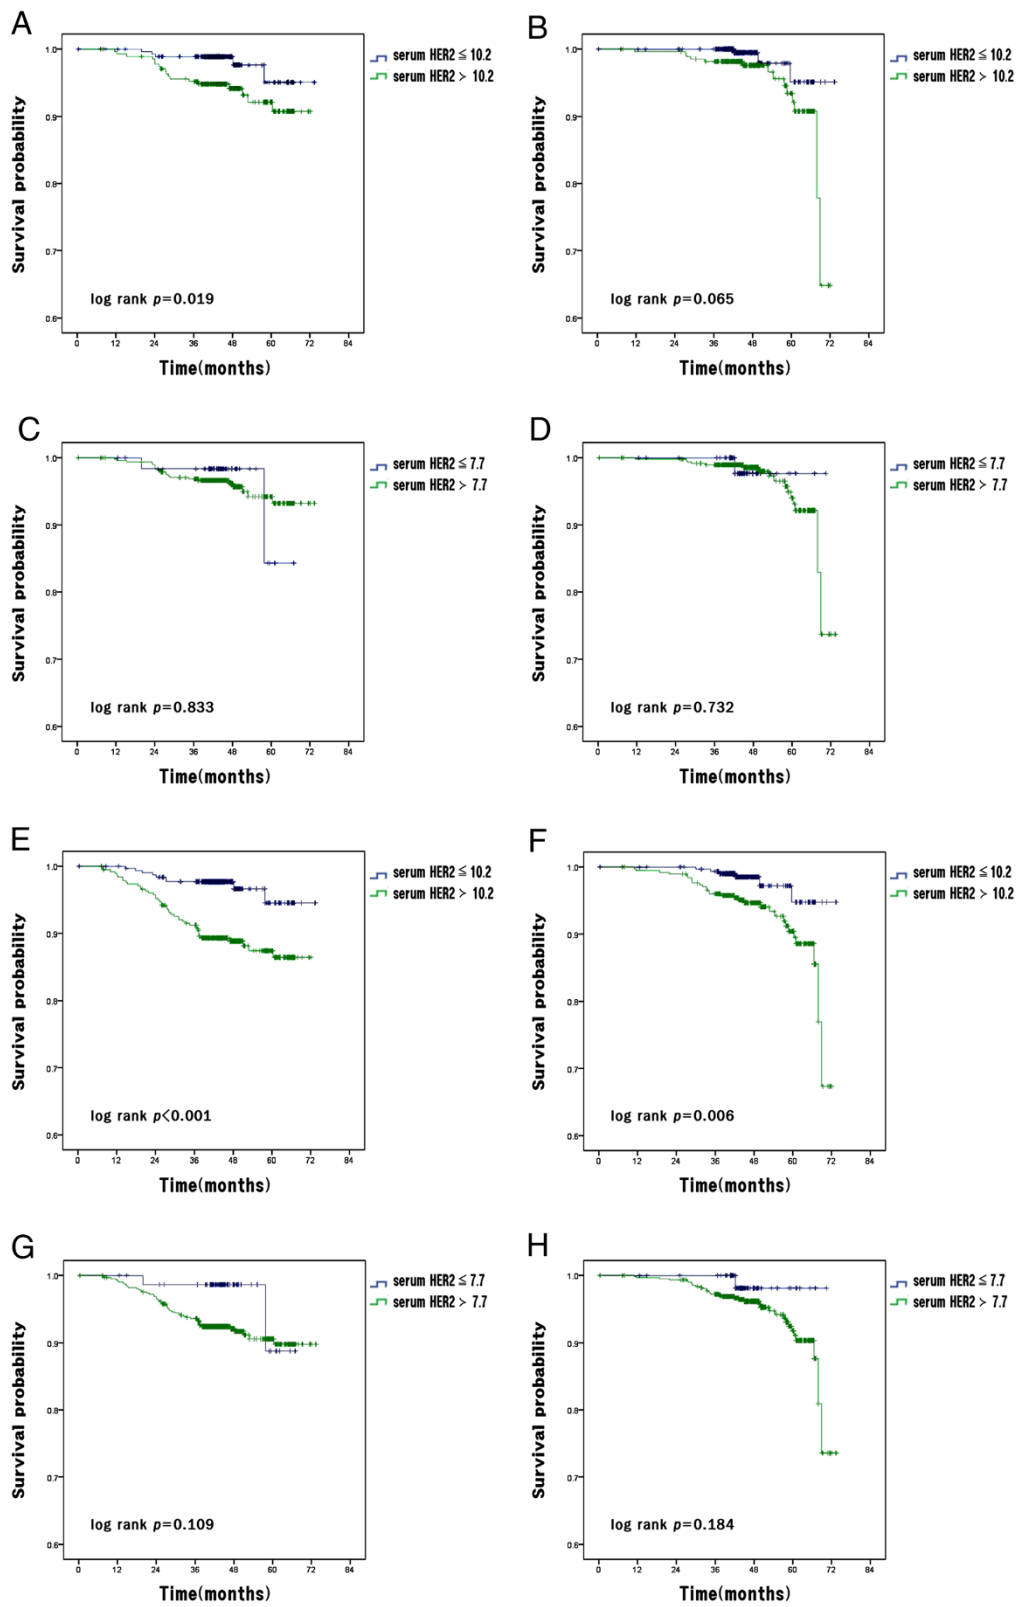 A
Survival probability
1.0
0.9
0.8
0.7
0.6
log rank p=0.019
0 12 24 36 48 60 72 84
Time(months)
serum HER2 ≦ 10.2
serum HER2 > 10.2
B
Survival probability
1.0
0.9
0.8
0.7
0.6
log rank p=0.065
0 12 24 36 48 60 72 84
Time(months)
serum HER2 ≦ 10.2
serum HER2 > 10.2
C
Survival probability
1.0
0.9
0.8
0.7
0.6
log rank p=0.833
0 12 24 36 48 60 72 84
Time(months)
serum HER2 ≦ 7.7
serum HER2 > 7.7
D
Survival probability
1.0
0.9
0.8
0.7
0.6
log rank p=0.732
0 12 24 36 48 60 72 84
Time(months)
serum HER2 ≦ 7.7
serum HER2 > 7.7
E
Survival probability
1.0
0.9
0.8
0.7
0.6
log rank p<0.001
0 12 24 36 48 60 72 84
Time(months)
serum HER2 ≦ 10.2
serum HER2 > 10.2
F
Survival probability
1.0
0.9
0.8
0.7
0.6
log rank p=0.006
0 12 24 36 48 60 72 84
Time(months)
serum HER2 ≦ 10.2
serum HER2 > 10.2
G
Survival probability
1.0
0.9
0.8
0.7
0.6
log rank p=0.109
0 12 24 36 48 60 72 84
Time(months)
serum HER2 ≦ 7.7
serum HER2 > 7.7
H
Survival probability
1.0
0.9
0.8
0.7
0.6
log rank p=0.184
0 12 24 36 48 60 72 84
Time(months)
serum HER2 ≦ 7.7
serum HER2 > 7.7